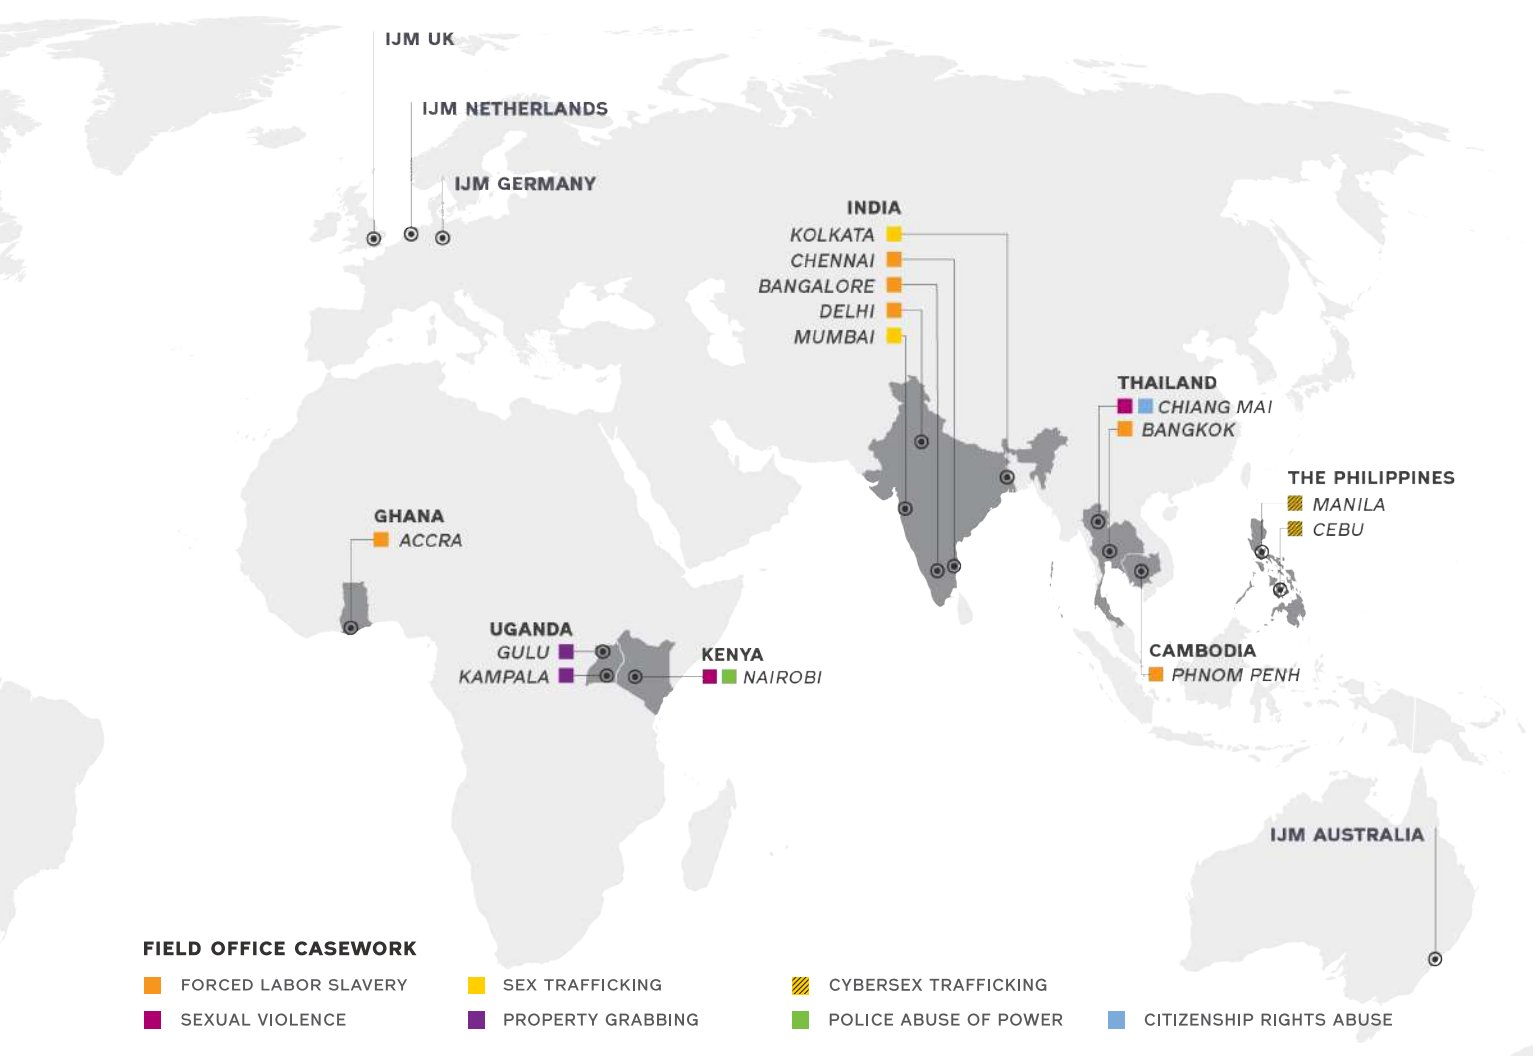 IJM UK
IJM NETHERLANDS
IJM GERMANY
INDIA
KOLKATA
CHENNAI
BANGALORE
DELHI
MUMBAI
THAILAND
CHIANG MAI
BANGKOK
THE PHILIPPINES
MANILA
CEBU
GHANA
ACCRA
UGANDA
GULU
KAMPALA
KENYA
NAIROBI
CAMBODIA
PHNOM PENH
IJM AUSTRALIA
FIELD OFFICE CASEWORK
FORCED LABOR SLAVERY
SEX TRAFFICKING
CYBERSEX TRAFFICKING
SEXUAL VIOLENCE
PROPERTY GRABBING
POLICE ABUSE OF POWER
CITIZENSHIP RIGHTS ABUSE